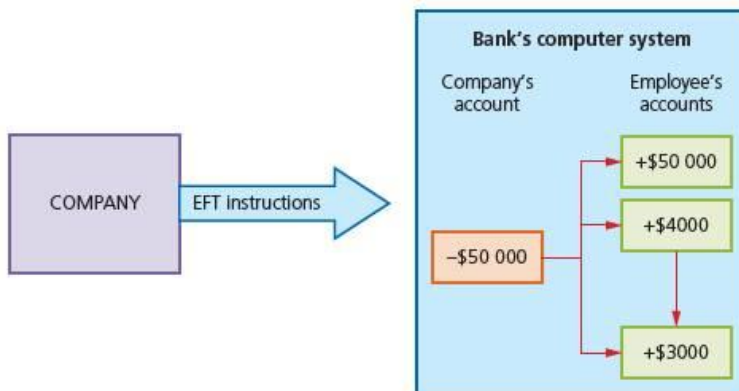 Bank's computer system
Company's
account
Employee's
accounts
COMPANY
EFT instructions
–$50 000
+$50 000
+$4000
+$3000